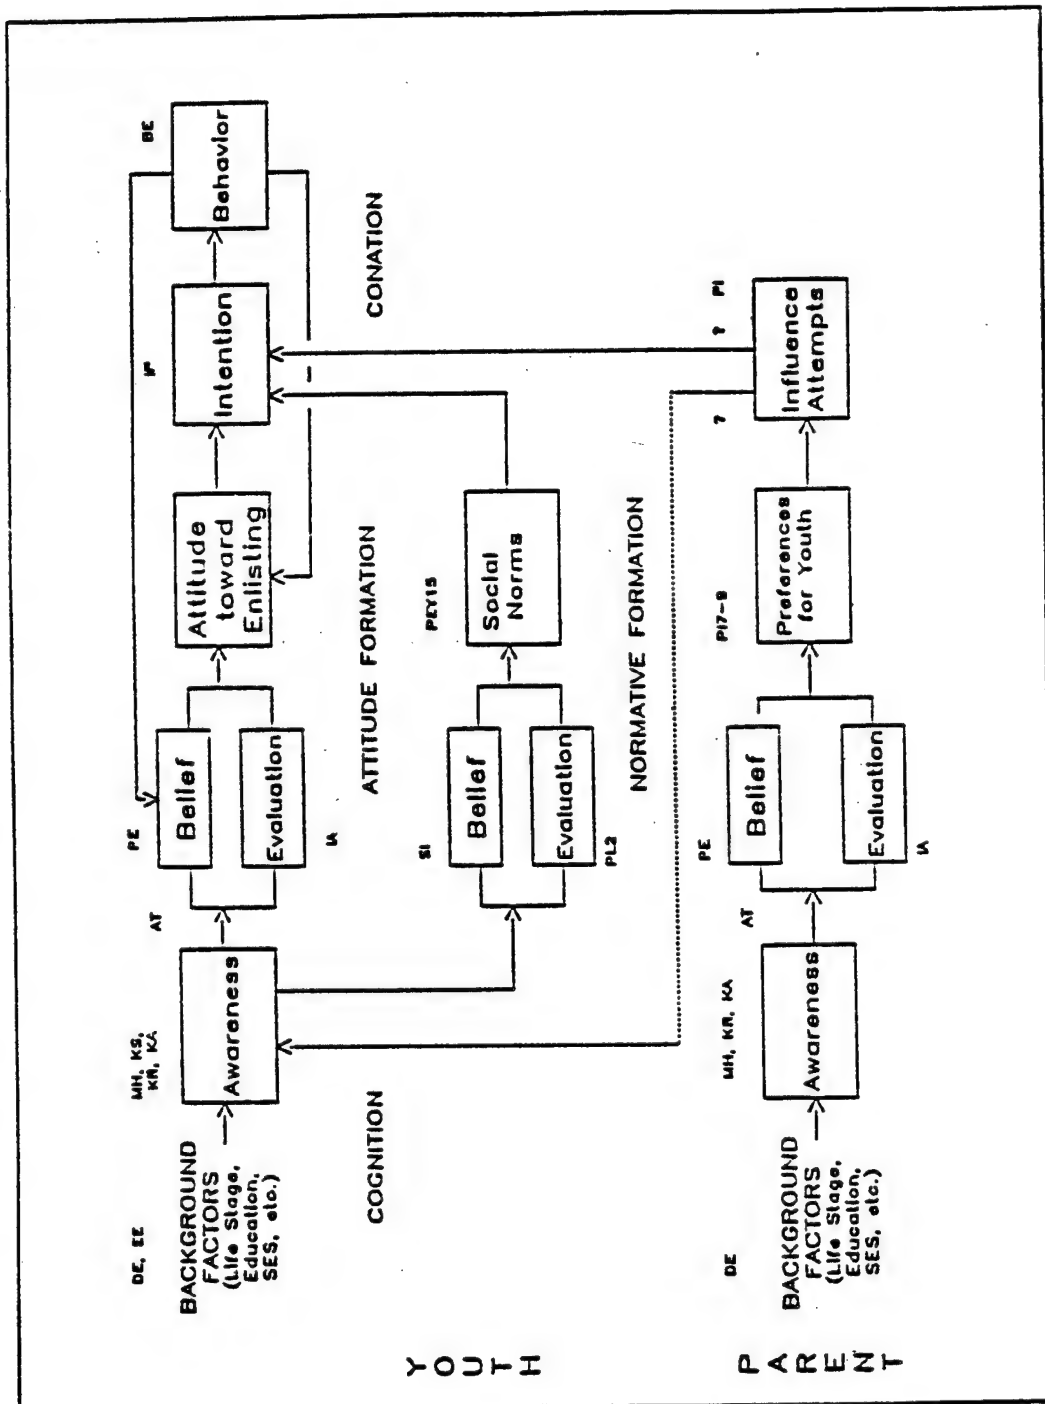 YOUTH
DE, EE
BACKGROUND
FACTORS
(Life Stage,
Education,
SES, etc.)
MH, KS,
KR, KA
Awareness
AT
PE
Belief
Evaluation
IA
Attitude
toward
Enlisting
Intention
BE
Behavior
COGNITION
ATTITUDE FORMATION
CONATION
SI
Belief
Evaluation
PL2
PEY15
Social
Norms
NORMATIVE FORMATION
PARENT
DE
BACKGROUND
FACTORS
(Life Stage,
Education,
SES, etc.)
MH, KR, KA
Awareness
AT
PE
Belief
Evaluation
IA
PI7-9
Preferences
for Youth
?
?
PI
Influence
Attempts